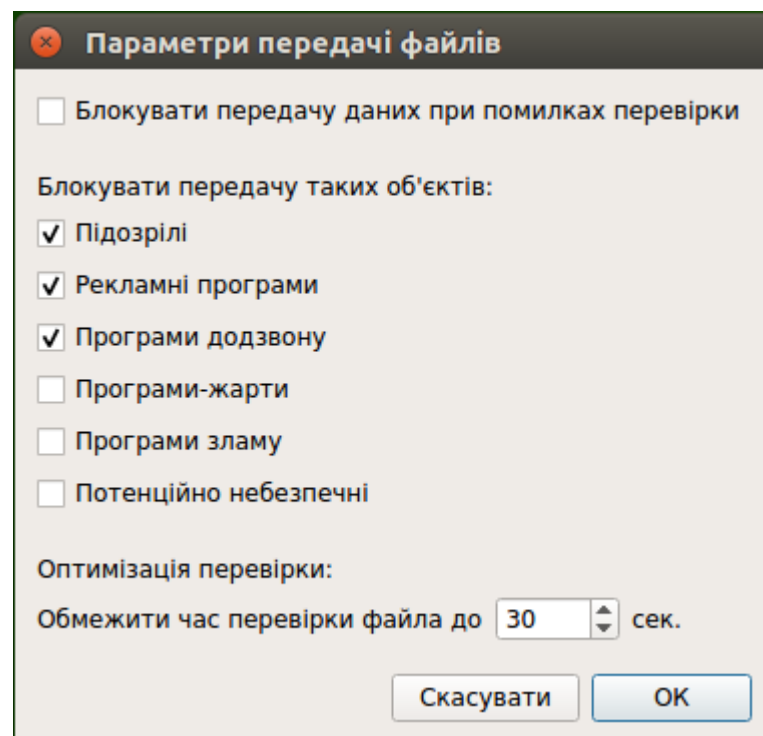 Параметри передачі файлів
Блокувати передачу даних при помилках перевірки
Блокувати передачу таких об'єктів:
Підозрілі
Рекламні програми
Програми додзвону
Програми-жарти
Програми зламу
Потенційно небезпечні
Оптимізація перевірки:
Обмежити час перевірки файла до 30 сек.
Скасувати OK